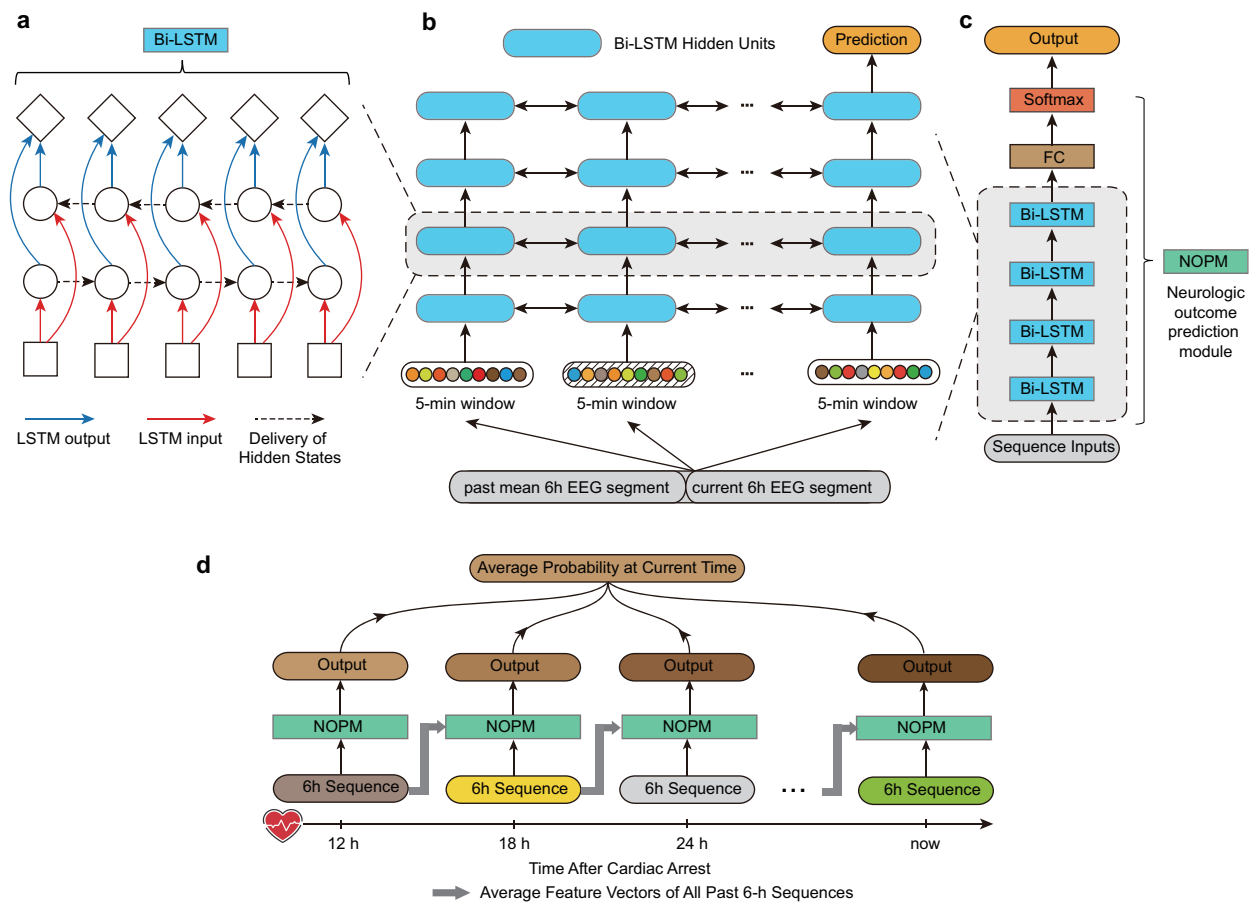 a
Bi-LSTM
LSTM output
LSTM input
Delivery of
Hidden States
b
Bi-LSTM Hidden Units
Prediction
...
...
...
...
5-min window
5-min window
...
5-min window
past mean 6h EEG segment
current 6h EEG segment
c
Output
Softmax
FC
Bi-LSTM
Bi-LSTM
Bi-LSTM
Bi-LSTM
Sequence Inputs
NOPM
Neurologic
outcome
prediction
module
d
Average Probability at Current Time
Output
Output
Output
Output
NOPM
NOPM
NOPM
NOPM
6h Sequence
6h Sequence
6h Sequence
...
6h Sequence
12 h
18 h
24 h
now
Time After Cardiac Arrest
Average Feature Vectors of All Past 6-h Sequences